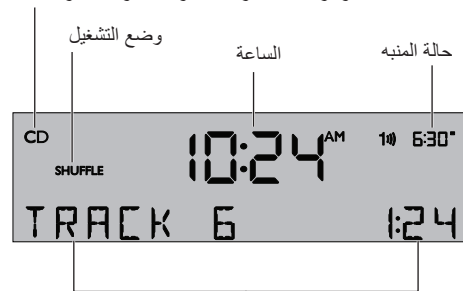 وضع التشغيل
الساعة
حالة المنبه
CD
10:24 AM
1 6:30
SHUFFLE
TRACK 6 1:24